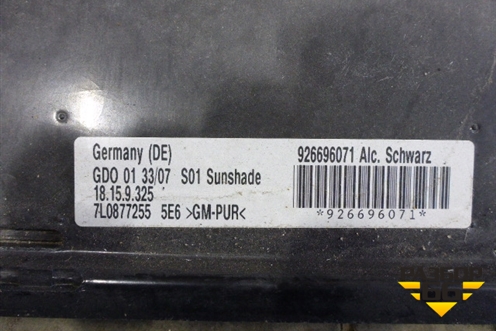 Germany (DE)
GDO 01 33/07 S01 Sunshade
18.15.9.325
7L0877255 5E6 >GM-PUR<
926696071 Alc. Schwarz
*926696071*